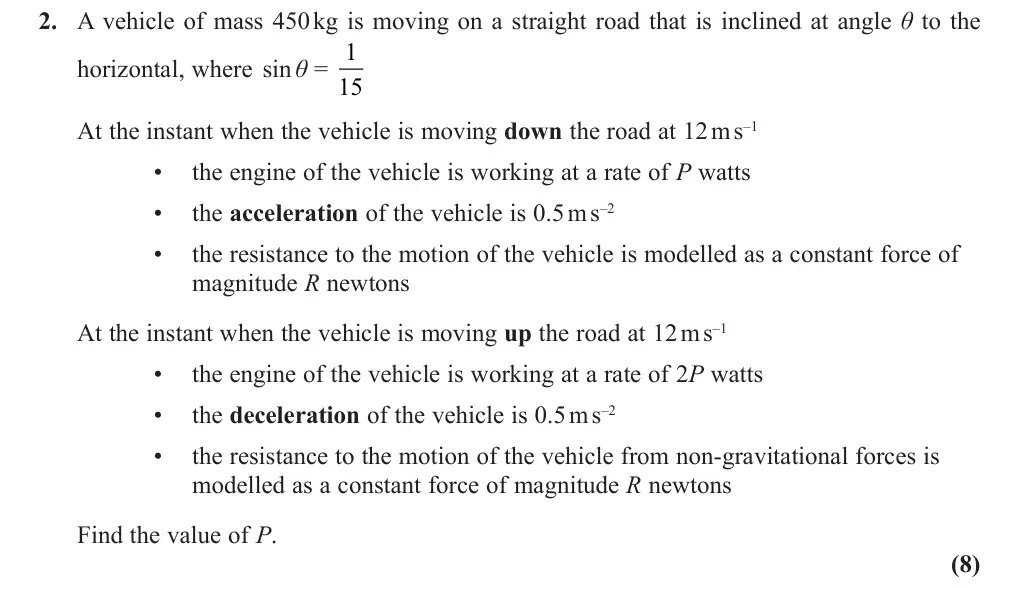 2. A vehicle of mass 450 kg is moving on a straight road that is inclined at angle θ to the
horizontal, where sin θ = 1/15
At the instant when the vehicle is moving down the road at 12 m s⁻¹
• the engine of the vehicle is working at a rate of P watts
• the acceleration of the vehicle is 0.5 m s⁻²
• the resistance to the motion of the vehicle is modelled as a constant force of
magnitude R newtons
At the instant when the vehicle is moving up the road at 12 m s⁻¹
• the engine of the vehicle is working at a rate of 2P watts
• the deceleration of the vehicle is 0.5 m s⁻²
• the resistance to the motion of the vehicle from non-gravitational forces is
modelled as a constant force of magnitude R newtons
Find the value of P.
(8)